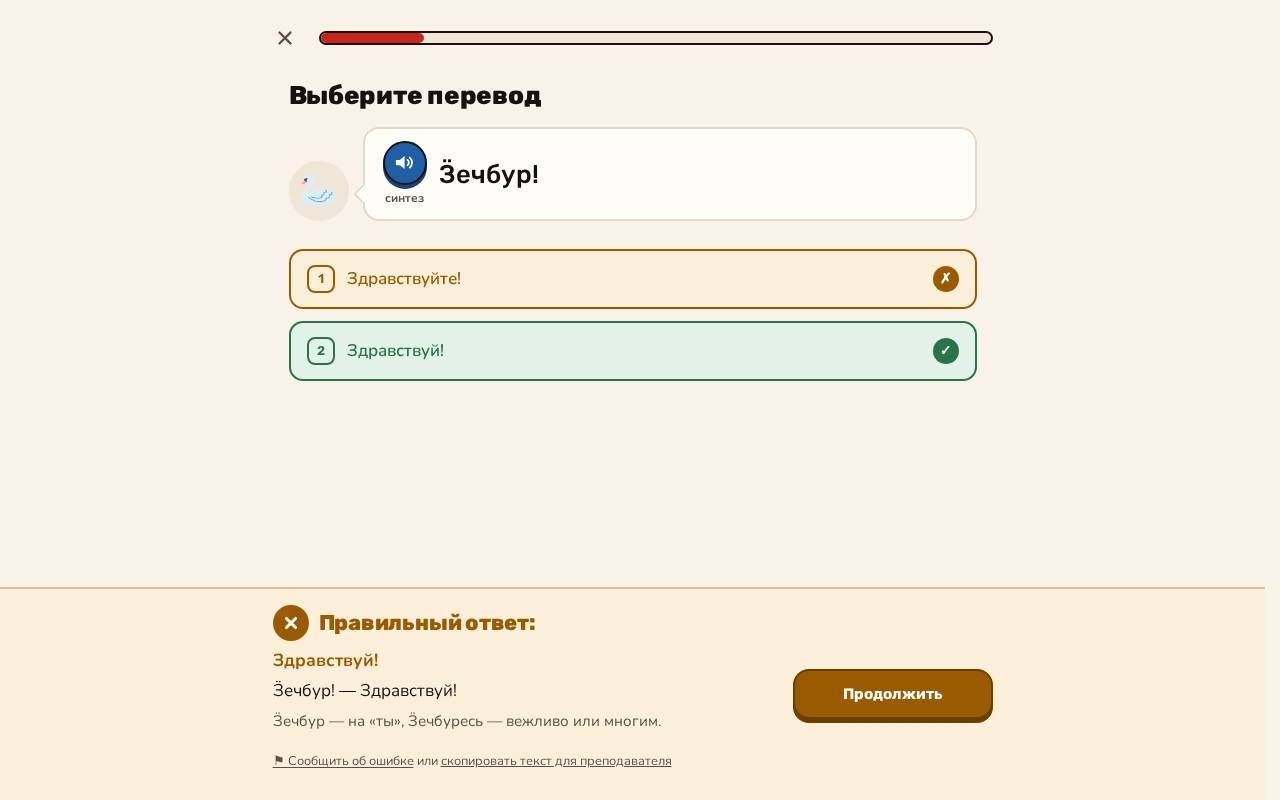 Выберите перевод
синтез
Ӟечбур!
1 Здравствуйте! ✗
2 Здравствуй! ✓
Правильный ответ:
Здравствуй!
Ӟечбур! — Здравствуй!
Ӟечбур — на «ты», Ӟечбуресь — вежливо или многим.
⚑ Сообщить об ошибке или скопировать текст для преподавателя
Продолжить